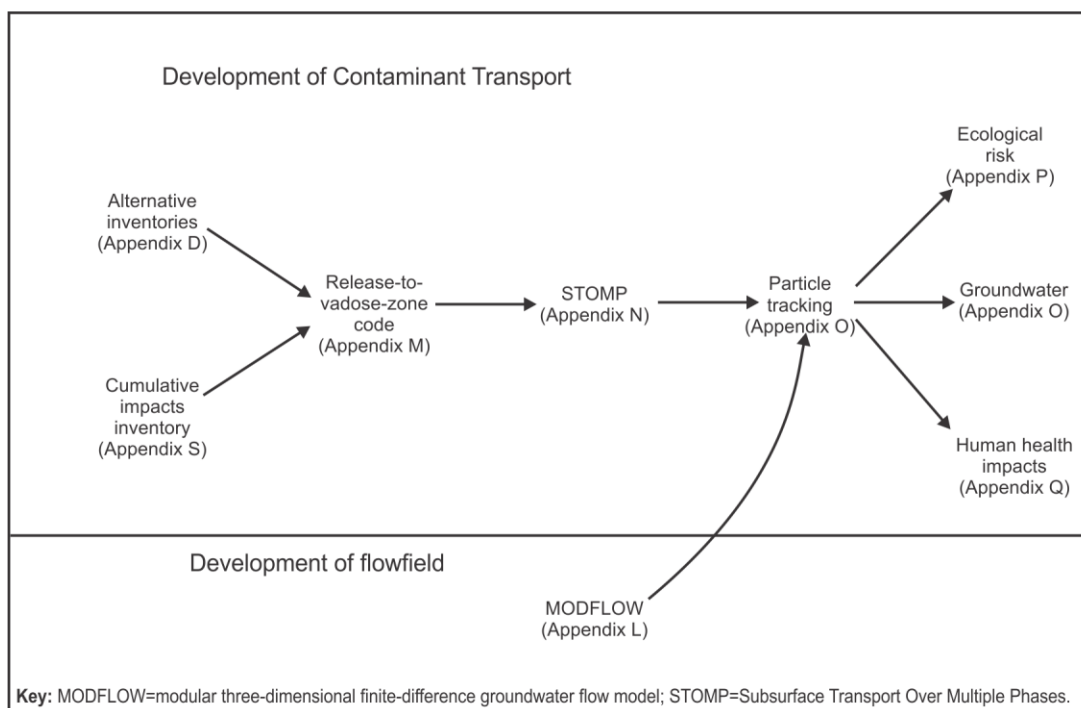 Development of Contaminant Transport
Ecological
risk
(Appendix P)
Alternative
inventories
(Appendix D)
Release-to-
vadose-zone
code
(Appendix M)
STOMP
(Appendix N)
Particle
tracking
(Appendix O)
Groundwater
(Appendix O)
Cumulative
impacts
inventory
(Appendix S)
Human health
impacts
(Appendix Q)
Development of flowfield
MODFLOW
(Appendix L)
Key: MODFLOW=modular three-dimensional finite-difference groundwater flow model; STOMP=Subsurface Transport Over Multiple Phases.